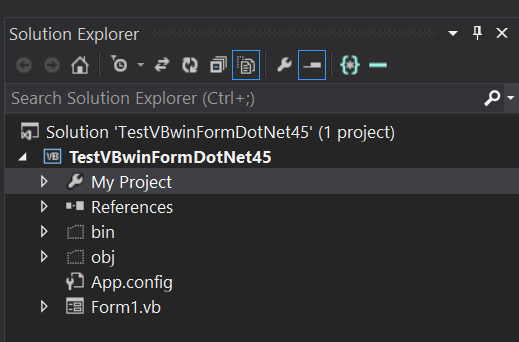 Solution Explorer
Search Solution Explorer (Ctrl+;)
Solution 'TestVBwinFormDotNet45' (1 project)
VB TestVBwinFormDotNet45
My Project
References
bin
obj
App.config
Form1.vb